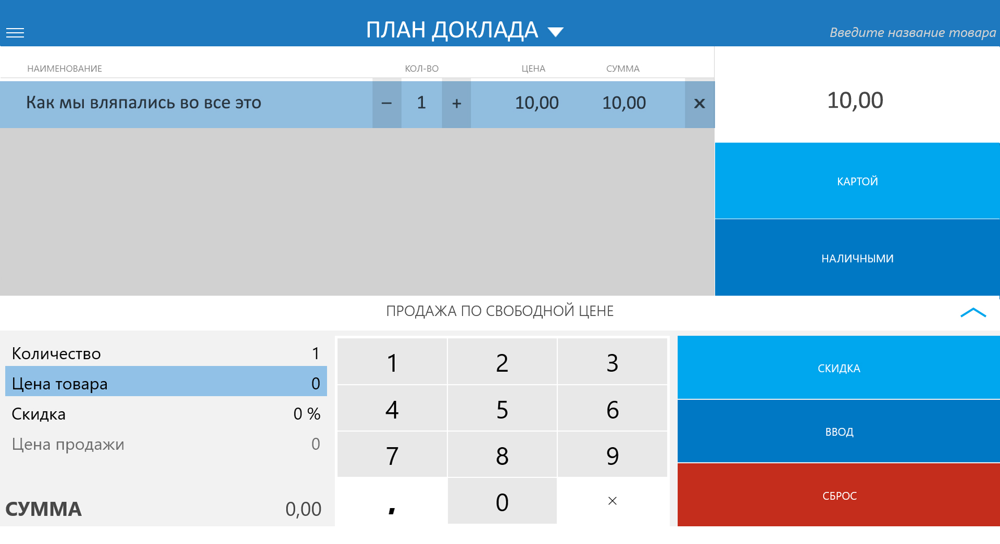 ПЛАН ДОКЛАДА
Введите название товара
НАИМЕНОВАНИЕ КОЛ-ВО ЦЕНА СУММА
Как мы вляпались во все это – 1 + 10,00 10,00 x
10,00
КАРТОЙ
НАЛИЧНЫМИ
ПРОДАЖА ПО СВОБОДНОЙ ЦЕНЕ
Количество 1
Цена товара 0
Скидка 0 %
Цена продажи 0
СУММА 0,00
1 2 3
4 5 6
7 8 9
, 0 ×
СКИДКА
ВВОД
СБРОС